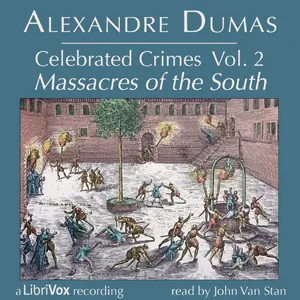 ALEXANDRE DUMAS
Celebrated Crimes Vol. 2
Massacres of the South
a LibriVox recording
read by John Van Stan